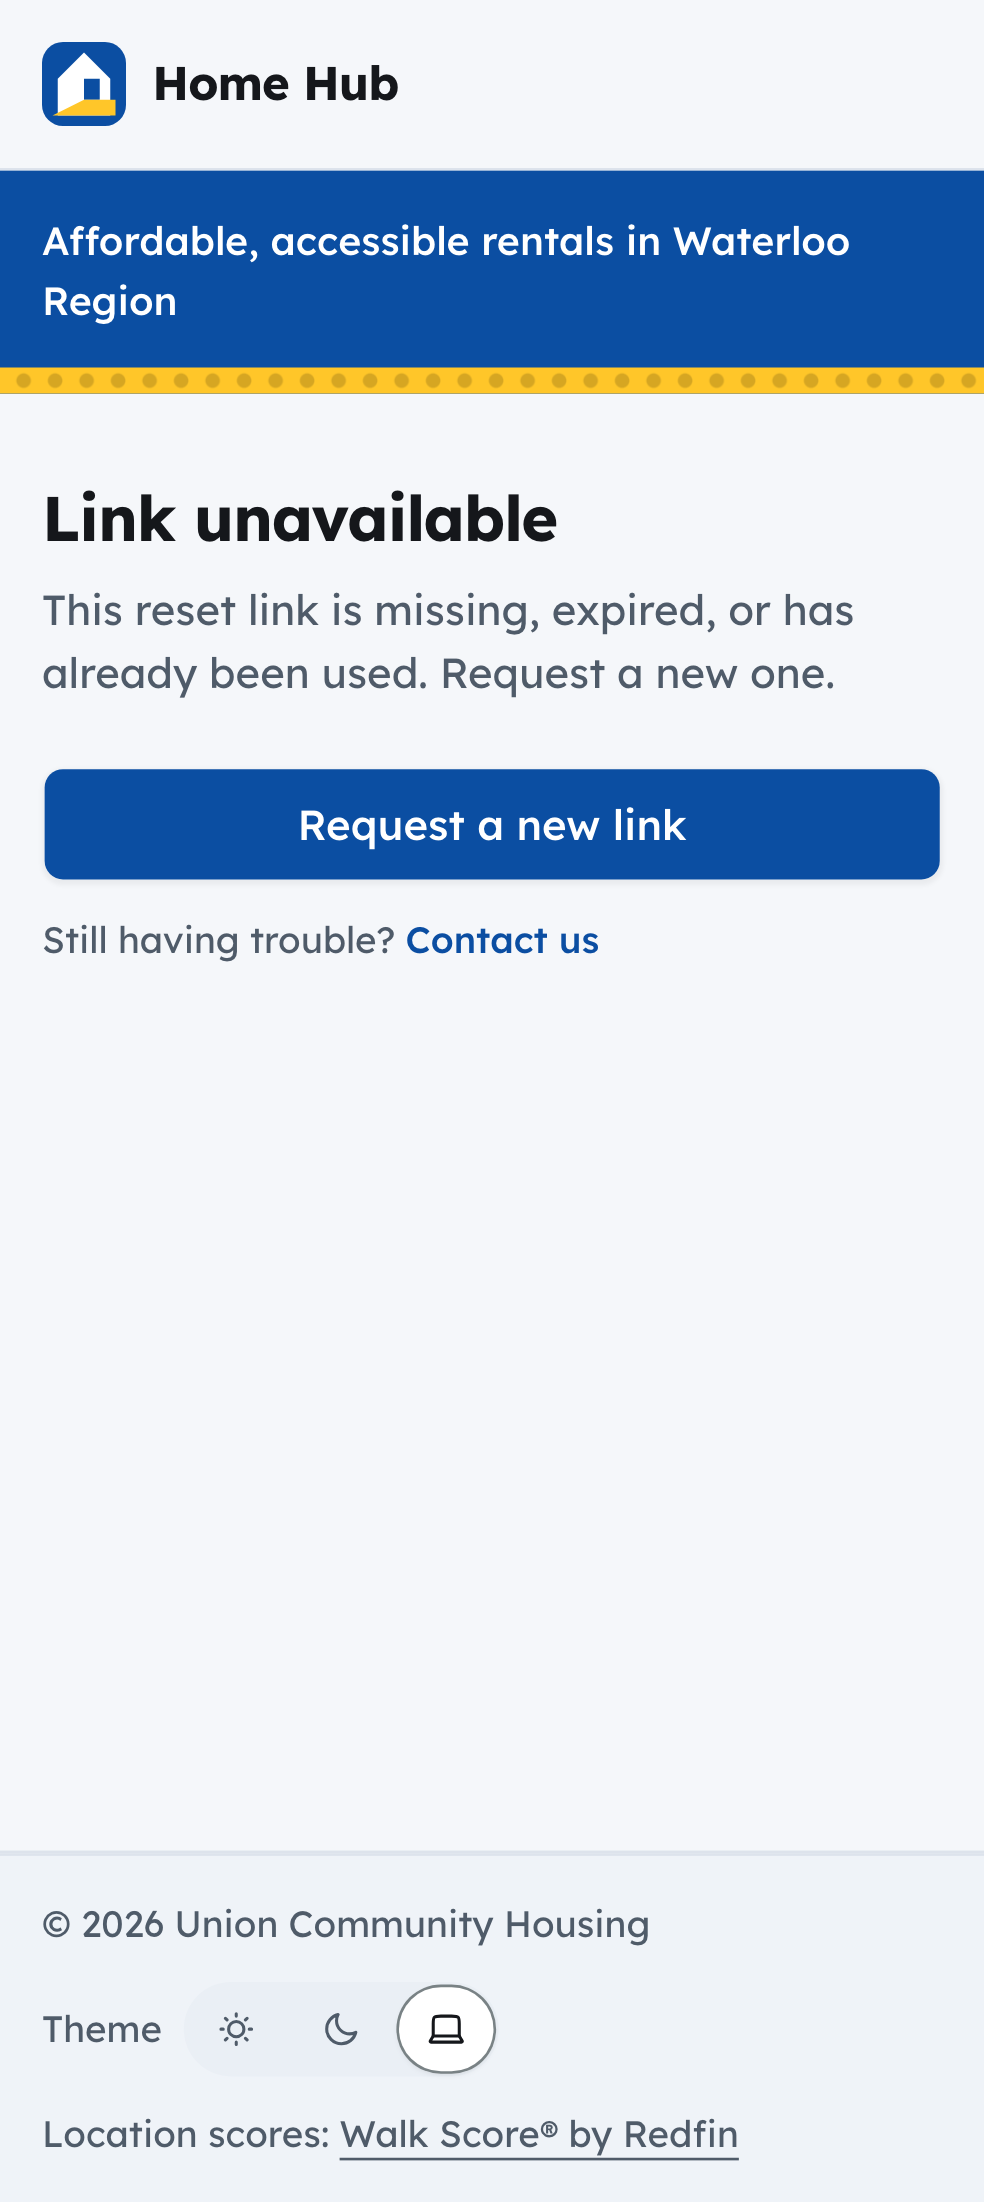 Home Hub
Affordable, accessible rentals in Waterloo
Region
Link unavailable
This reset link is missing, expired, or has
already been used. Request a new one.
Request a new link
Still having trouble? Contact us
© 2026 Union Community Housing
Theme
Location scores: Walk Score® by Redfin